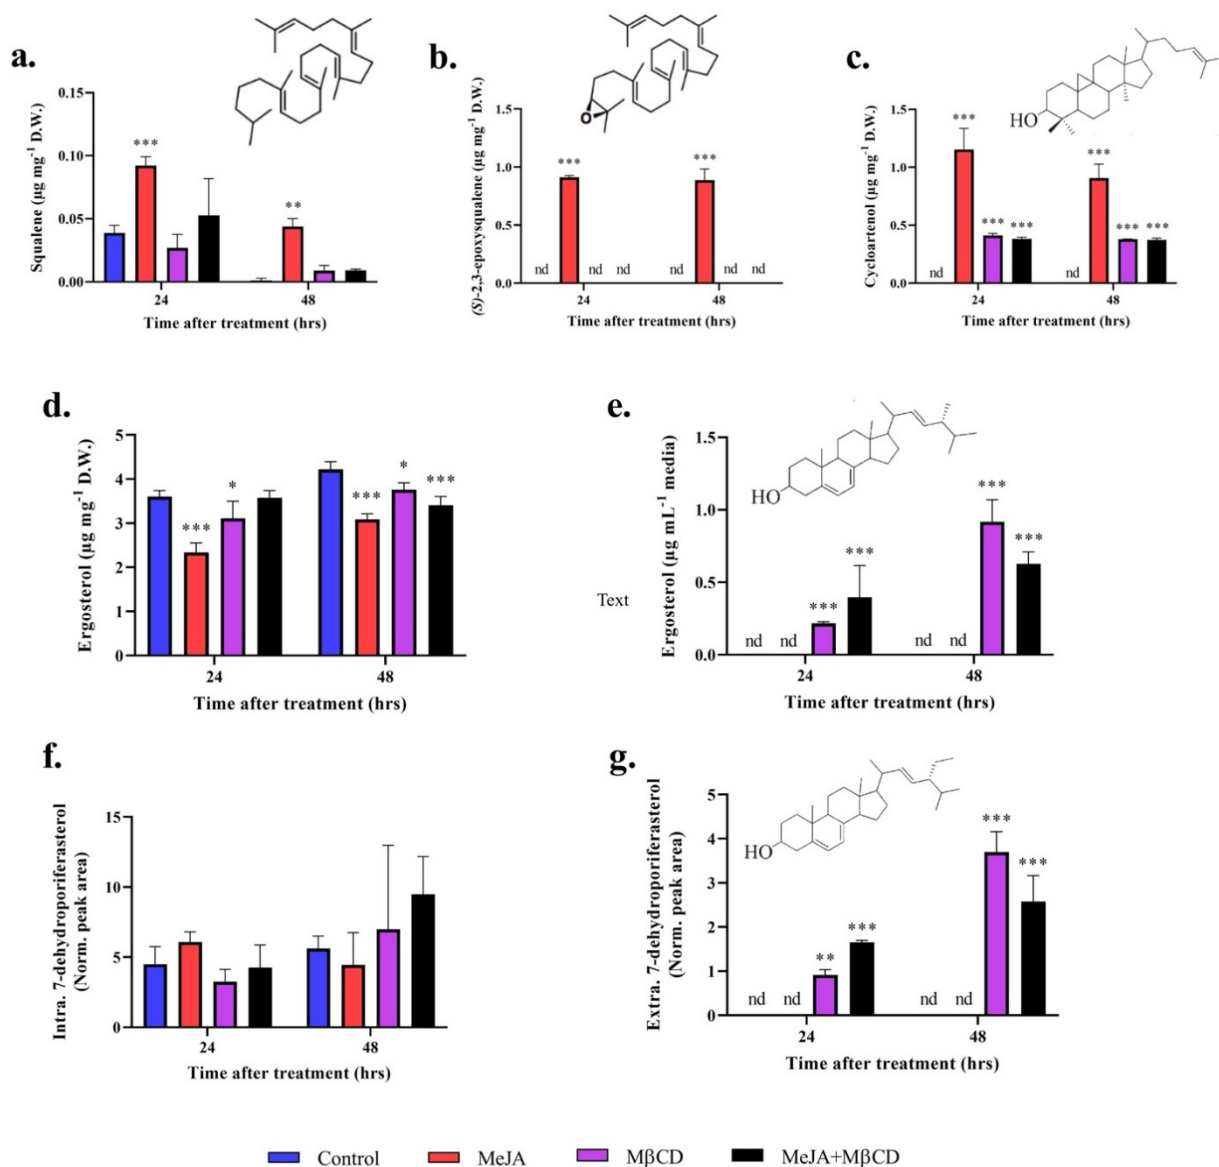 a.
Squalene (µg mg⁻¹ D.W.)
0.15
0.10
0.05
0.00
***
**
24
48
Time after treatment (hrs)
b.
(S)-2,3-epoxysqualene (µg mg⁻¹ D.W.)
O
1.5
1.0
0.5
0.0
nd
***
nd
nd
nd
***
nd
nd
24
48
Time after treatment (hrs)
c.
Cycloartenol (µg mg⁻¹ D.W.)
HO
1.5
1.0
0.5
0.0
nd
***
***
***
nd
***
***
***
24
48
Time after treatment (hrs)
d.
Ergosterol (µg mg⁻¹ D.W.)
5
4
3
2
1
0
***
*
***
*
***
24
48
Time after treatment (hrs)
Text
e.
Ergosterol (µg mL⁻¹ media)
HO
1.5
1.0
0.5
0.0
nd
nd
***
***
nd
nd
***
***
24
48
Time after treatment (hrs)
f.
Intra. 7-dehydroporiferasterol
(Norm. peak area)
15
10
5
0
24
48
Time after treatment (hrs)
g.
Extra. 7-dehydroporiferasterol
(Norm. peak area)
HO
5
4
3
2
1
0
nd
nd
**
***
nd
nd
***
***
24
48
Time after treatment (hrs)
Control
MeJA
MβCD
MeJA+MβCD